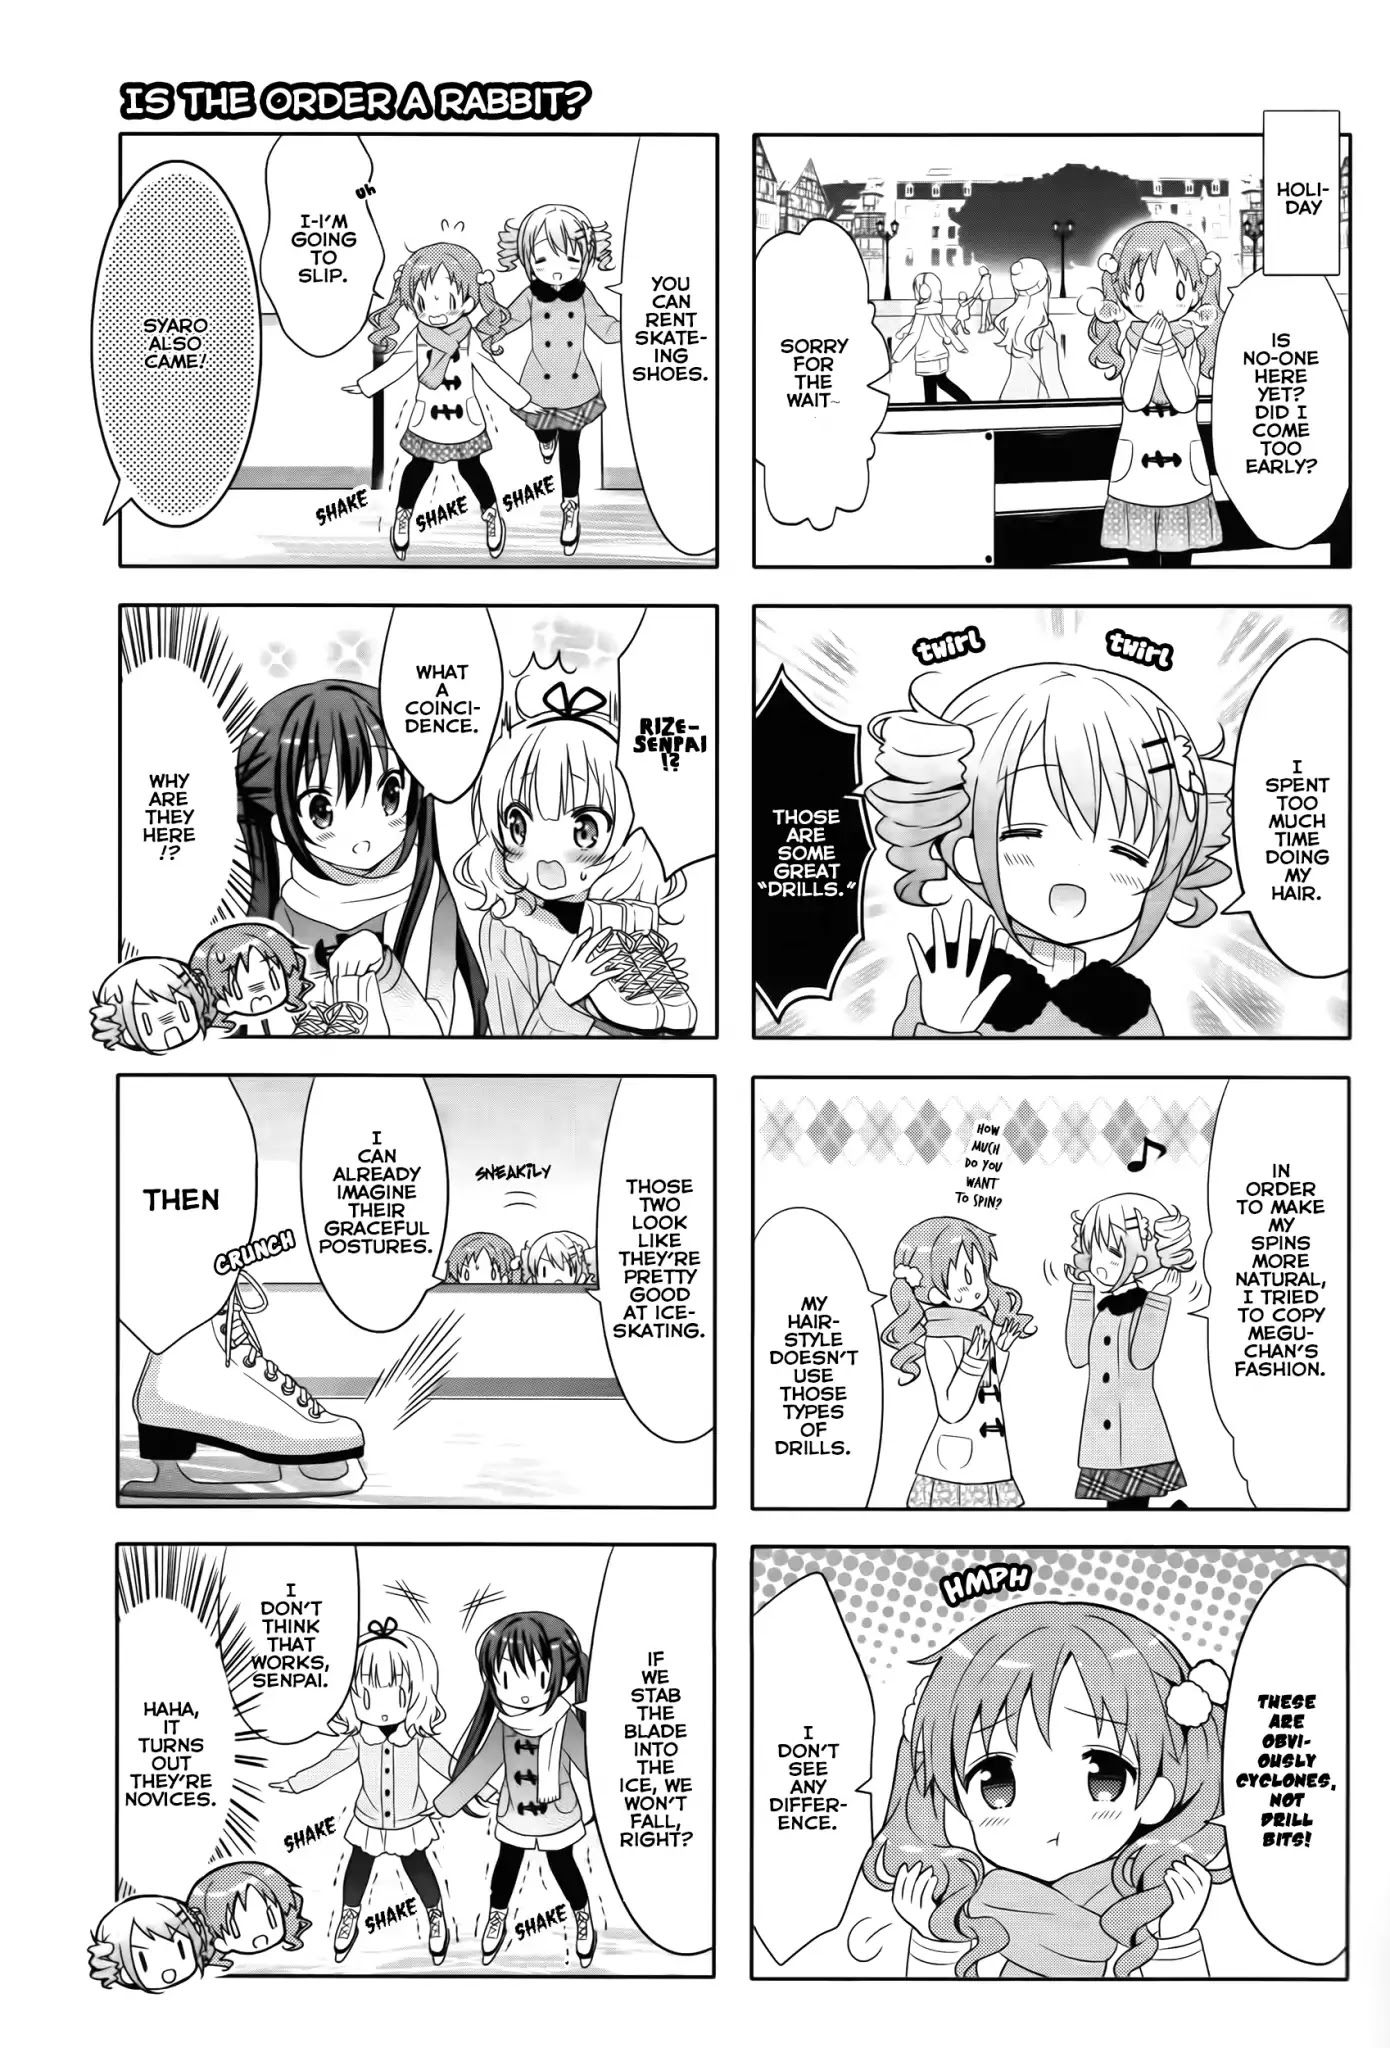 IS THE ORDER A RABBIT?
HOLI-
DAY
IS
NO-ONE
HERE
YET?
DID I
COME
TOO
EARLY?
SORRY
FOR
THE
WAIT~
twirl
twirl
I
SPENT
TOO
MUCH
TIME
DOING
MY
HAIR.
THOSE
ARE
SOME
GREAT
"DRILLS."
IN
ORDER
TO MAKE
MY
SPINS
MORE
NATURAL,
I TRIED
TO COPY
MEGU-
CHAN'S
FASHION.
HOW
MUCH
DO YOU
WANT
TO SPIN?
MY
HAIR-
STYLE
DOESN'T
USE
THOSE
TYPES
OF
DRILLS.
HMPH
THESE
ARE
OBVI-
OUSLY
CYCLONES,
NOT
DRILL
BITS!
I
DON'T
SEE
ANY
DIFFER-
ENCE.
YOU
CAN
RENT
SKATE-
ING
SHOES.
uh
I-I'M
GOING
TO
SLIP.
SHAKE
SHAKE
SHAKE
SYARO
ALSO
CAME!
RIZE-
SENPAI
!?
WHAT
A
COINCI-
DENCE.
WHY
ARE
THEY
HERE
!?
THOSE
TWO
LOOK
LIKE
THEY'RE
PRETTY
GOOD
AT ICE-
SKATING.
SNEAKILY
I
CAN
ALREADY
IMAGINE
THEIR
GRACEFUL
POSTURES.
THEN
CRUNCH
IF
WE
STAB
THE
BLADE
INTO
THE
ICE, WE
WON'T
FALL,
RIGHT?
I
DON'T
THINK
THAT
WORKS,
SENPAI.
SHAKE
SHAKE
SHAKE
HAHA,
IT
TURNS
OUT
THEY'RE
NOVICES.